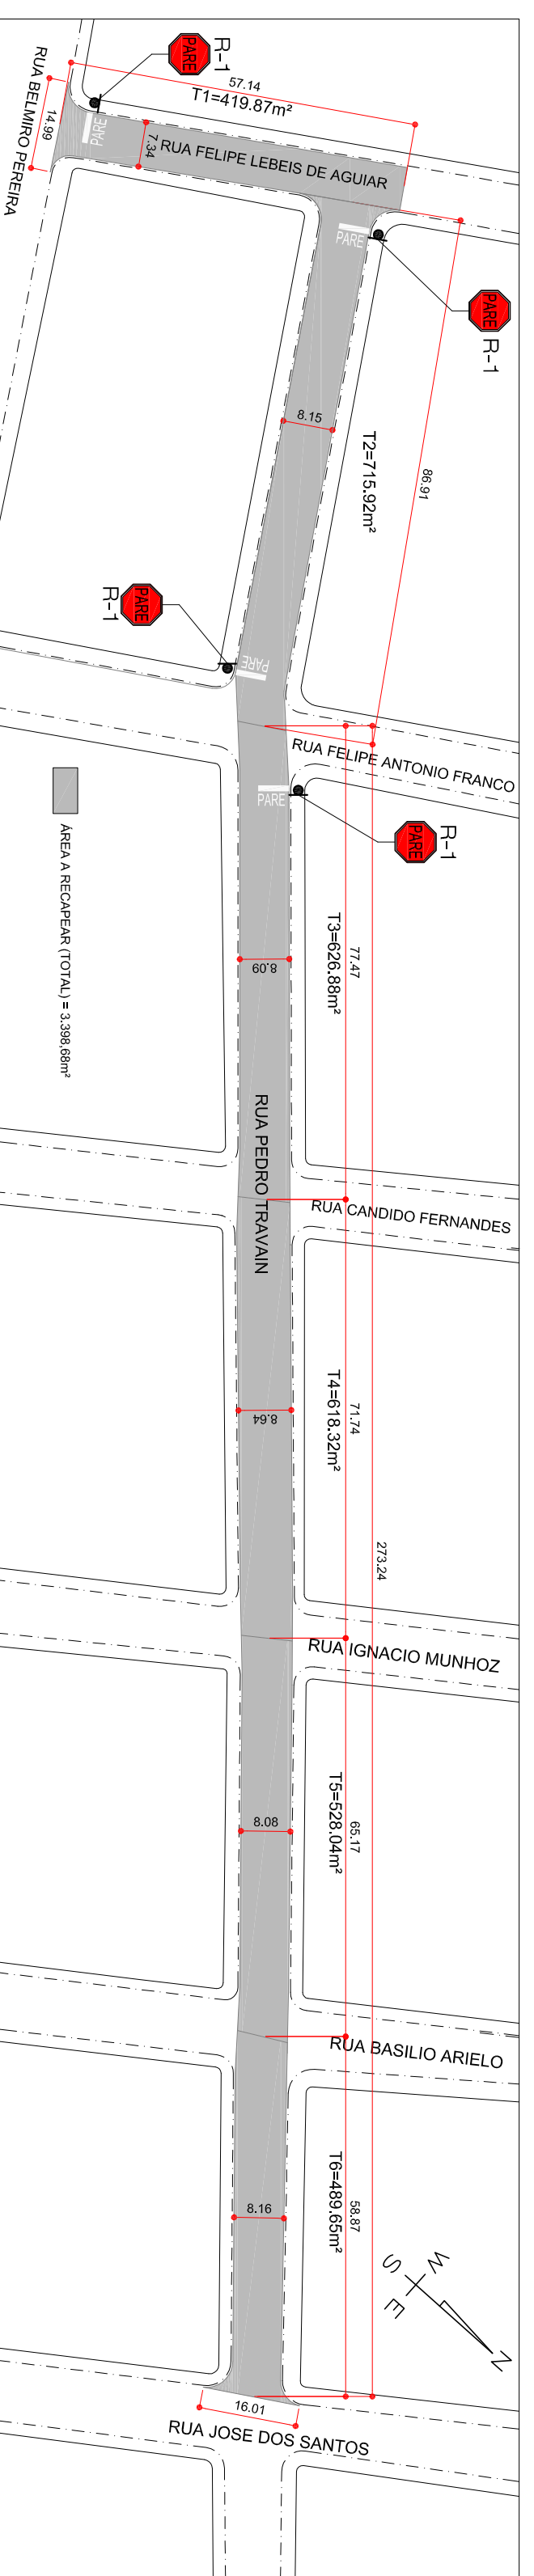 R-1
PARE
57.14
T1=419.87m²
RUA BELMIRO PEREIRA
14.99
PARE
7.34
RUA FELIPE LEBEIS DE AGUIAR
PARE
PARE
R-1
8.15
T2=715.92m²
86.91
PARE
R-1
PARE
RUA FELIPE ANTONIO FRANCO
PARE
PARE
R-1
ÁREA A RECAPEAR (TOTAL) = 3.398,68m²
8.09
T3=626.88m²
77.47
RUA PEDRO TRAVAIN
RUA CANDIDO FERNANDES
8.64
T4=618.32m²
71.74
273.24
RUA IGNACIO MUNHOZ
8.08
T5=528.04m²
65.17
RUA BASILIO ARIELO
8.16
T6=489.65m²
58.87
W
S
E
N
16.01
RUA JOSE DOS SANTOS